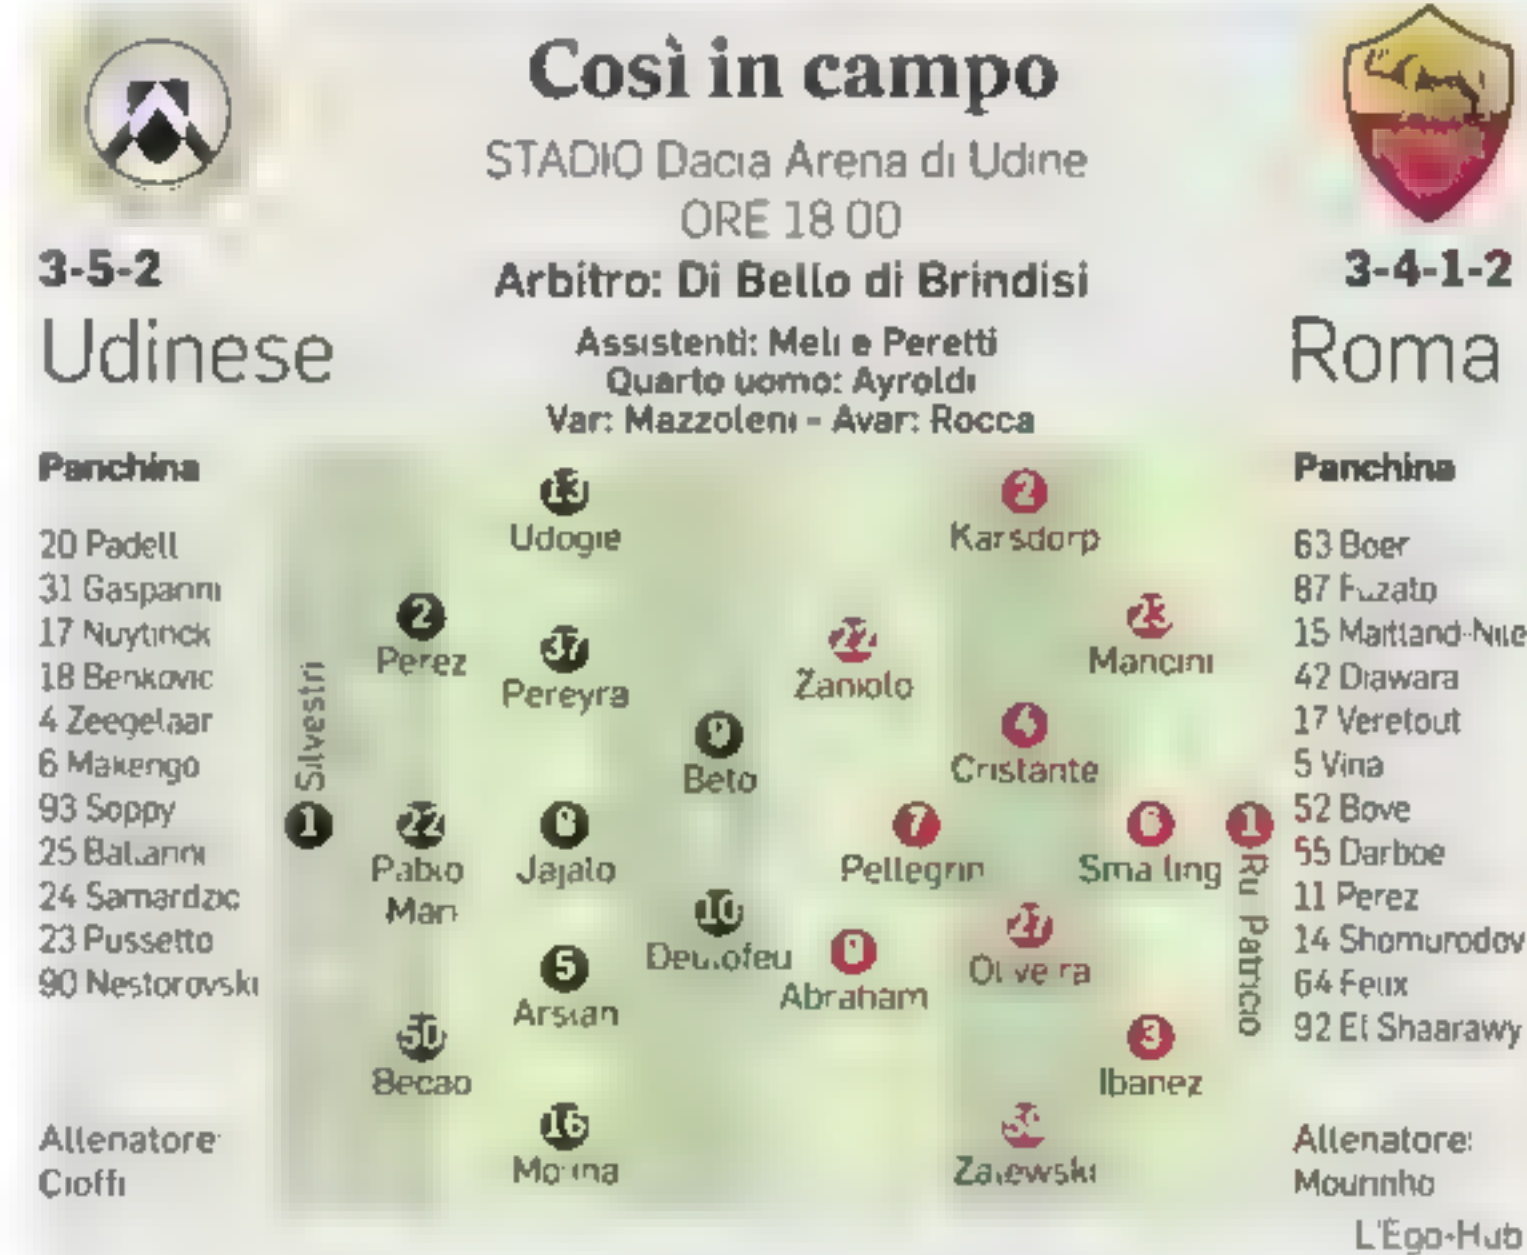 Così in campo
STADIO Dacia Arena di Udine
ORE 18 00
Arbitro: Di Bello di Brindisi
Assistenti: Meli e Peretti
Quarto uomo: Ayroldi
Var: Mazzoleni - Avar: Rocca
3-5-2
Udinese
Panchina
20 Padell
31 Gasparini
17 Nuytinck
18 Benkovic
4 Zeegelaar
6 Makengo
93 Soppy
25
24 Samardzic
23 Pussetto
90 Nestorovski
Allenatore:
Cioffi
1
Silvestri
2
Perez
22
Pablo
Mari
50
Becao
13
Udogie
37
Pereyra
8
Jajalo
5
Arslan
16
Molina
9
Beto
10
Deulofeu
22
Zaniolo
7
Pellegrin
Abraham
2
Karsdorp
4
Cristante
27
Oliveira
Zalewski
23
Mancini
6
Smalling
3
Ibanez
1
Rui Patricio
3-4-1-2
Roma
Panchina
63 Boer
87 Fuzato
15 Maitland-Nile
42 Diawara
17 Veretout
5 Vina
52 Bove
55 Darboe
11 Perez
14 Shomurodov
64 Felix
92 El Shaarawy
Allenatore:
Mourinho
L'Ego-Hub